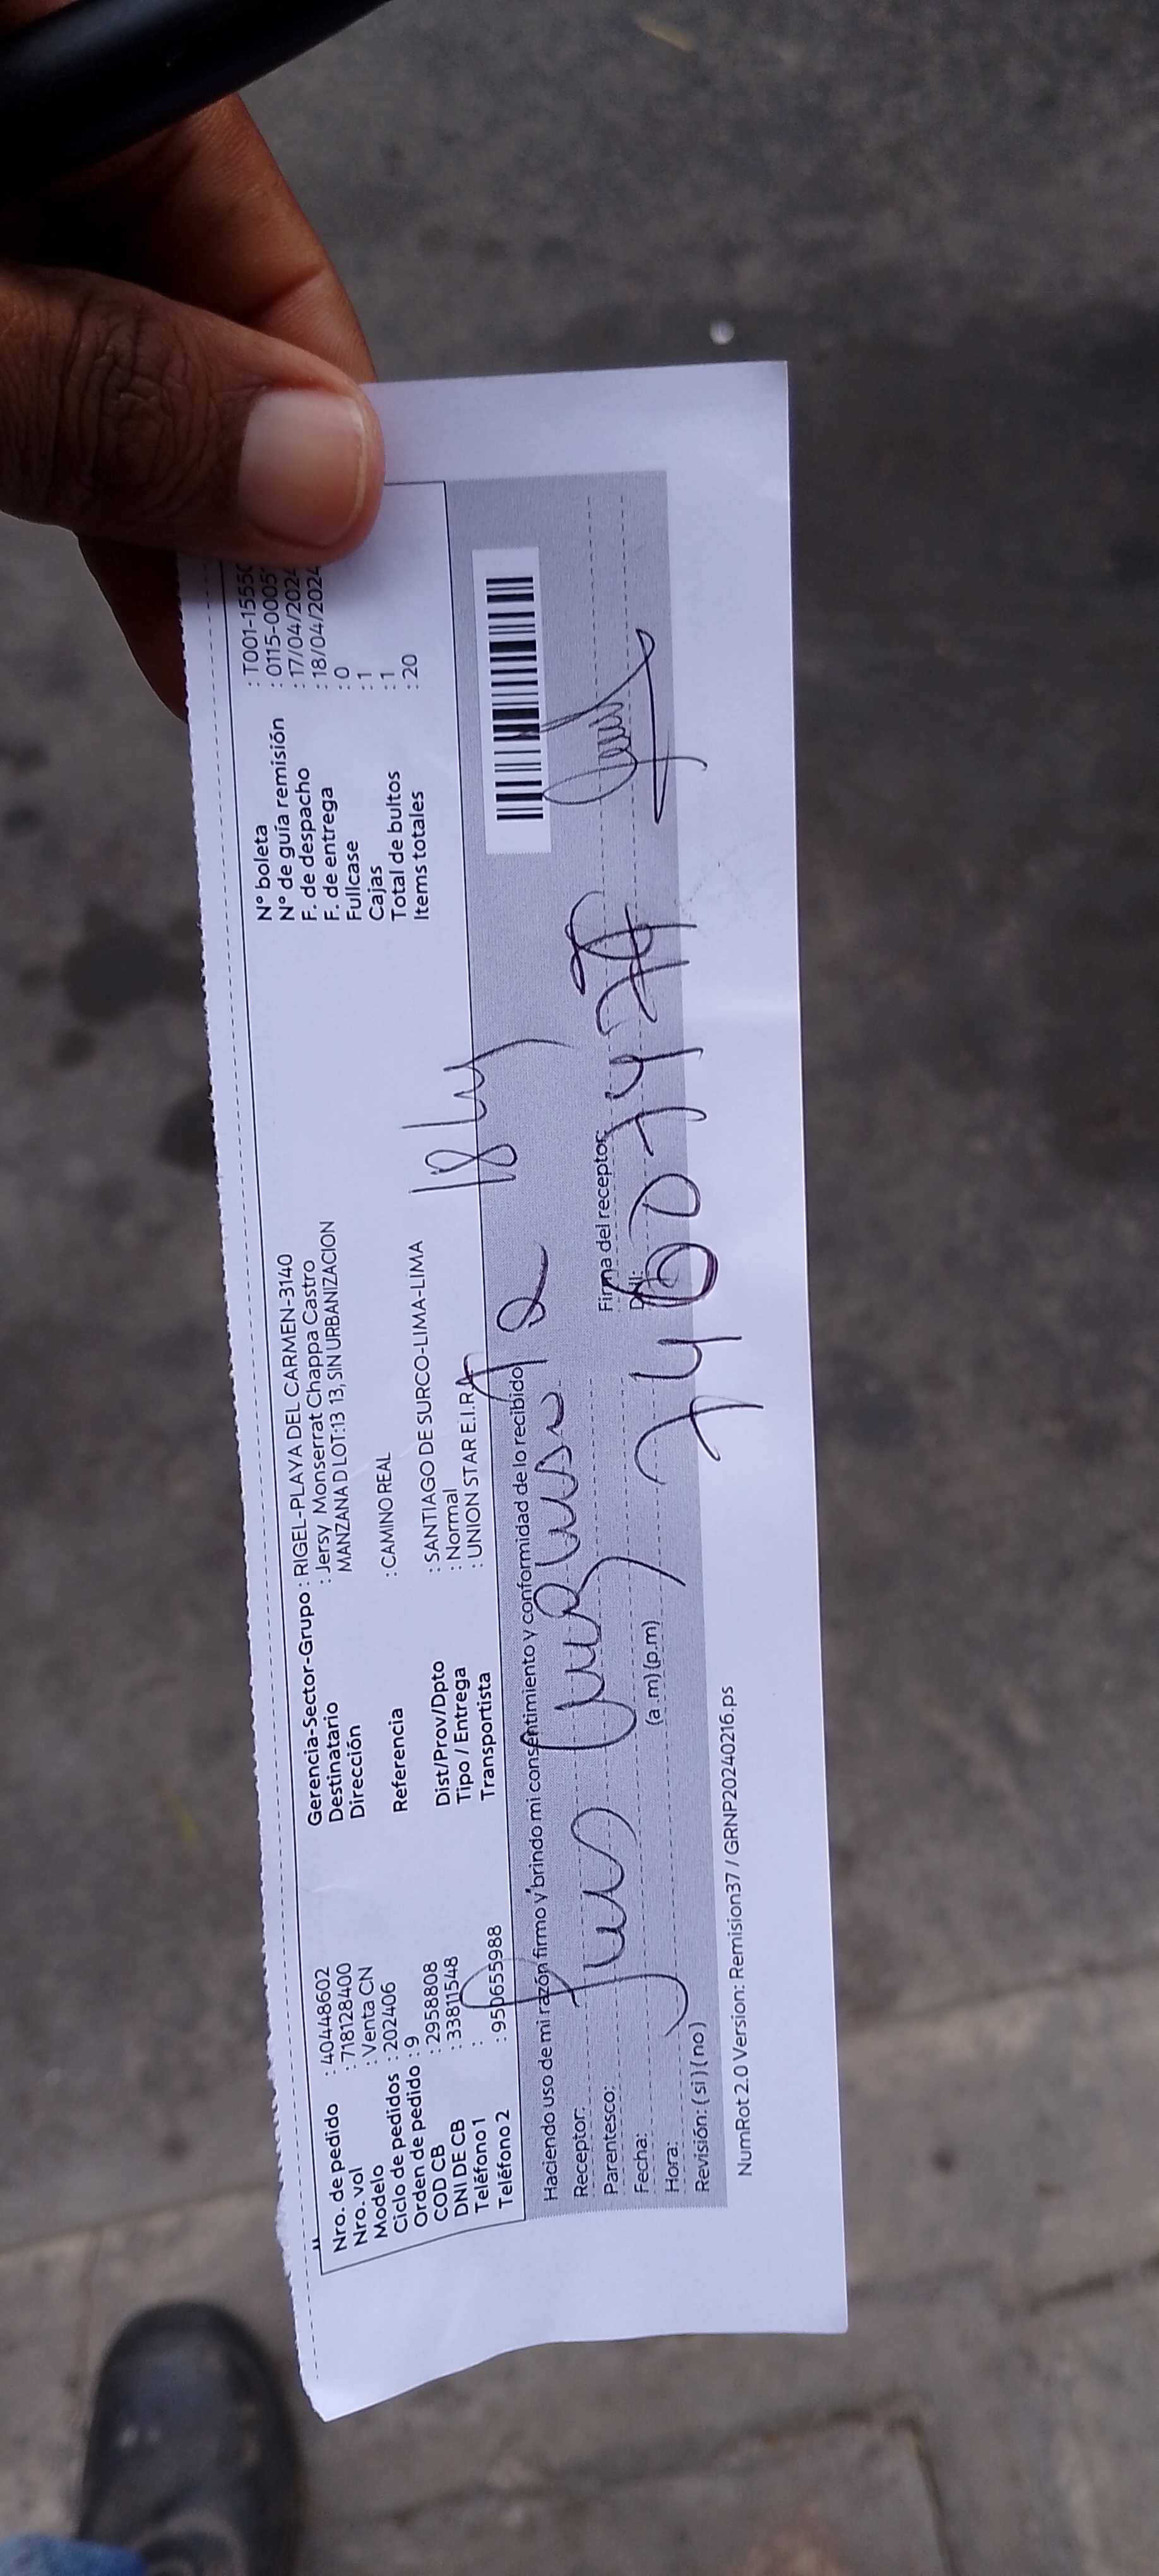 Nro. de pedido : 40448602
Nro. vol : 718128400
Modelo : Venta CN
Ciclo de pedidos : 202406
Orden de pedido : 9
COD CB : 2958808
DNI DE CB : 33811548
Teléfono 1 :
Teléfono 2 : 950655988
Gerencia-Sector-Grupo : RIGEL-PLAYA DEL CARMEN-3140
Destinatario : Jersy Monserrat Chappa Castro
Dirección MANZANA D LOT:13 13, SIN URBANIZACION
Referencia : CAMINO REAL
Dist/Prov/Dpto : SANTIAGO DE SURCO-LIMA-LIMA
Tipo / Entrega : Normal
Transportista : UNION STAR E.I.R.L
N° boleta : T001-1555
N° de guía remisión : 0115-0005
F. de despacho : 17/04/2024
F. de entrega : 18/04/2024
Fullcase : 0
Cajas : 1
Total de bultos : 1
Items totales : 20
Haciendo uso de mi razón firmo y brindo mi consentimiento y conformidad de lo recibido
Receptor:
Parentesco:
Fecha:
Hora: (a.m) (p.m)
Revisión: ( si ) ( no )
Firma del receptor:
DNI:
NumRot 2.0 Version: Remision37 / GRNP20240216.ps